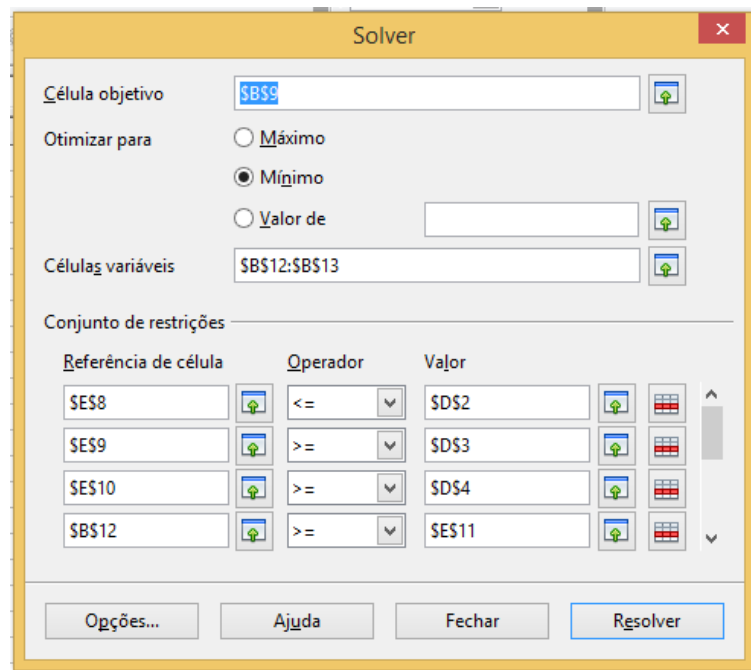 Solver
Célula objetivo $B$9
Otimizar para Máximo
Mínimo
Valor de
Células variáveis $B$12:$B$13
Conjunto de restrições
Referência de célula Operador Valor
$E$8 <= $D$2
$E$9 >= $D$3
$E$10 >= $D$4
$B$12 >= $E$11
Opções... Ajuda Fechar Resolver